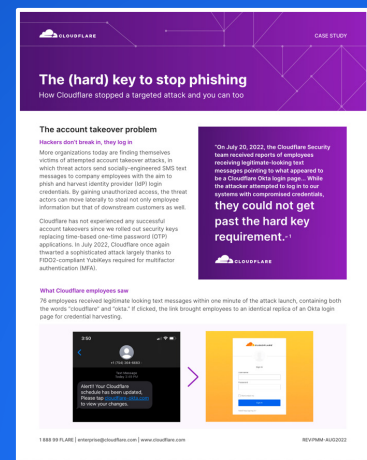 CLOUDFLARE
CASE STUDY
The (hard) key to stop phishing
How Cloudflare stopped a targeted attack and you can too
The account takeover problem
Hackers don't break in, they log in
More organizations today are finding themselves
victims of attempted account takeover attacks, in
which threat actors send socially-engineered SMS text
messages to company employees with the aim to
phish and harvest identity provider (IdP) login
credentials. By gaining unauthorized access, the threat
actors can move laterally to steal not only employee
information but that of downstream customers as well.
Cloudflare has not experienced any successful
account takeovers since we rolled out security keys
replacing time-based one-time password (OTP)
applications. In July 2022, Cloudflare once again
thwarted a sophisticated attack largely thanks to
FIDO2-compliant YubiKeys required for multifactor
authentication (MFA).
"On July 20, 2022, the Cloudflare Security
team received reports of employees
receiving legitimate-looking text
messages pointing to what appeared to
be a Cloudflare Okta login page... While
the attacker attempted to log in to our
systems with compromised credentials,
they could not get
past the hard key
requirement."¹
CLOUDFLARE
What Cloudflare employees saw
76 employees received legitimate looking text messages within one minute of the attack launch, containing both
the words "cloudflare" and "okta." If clicked, the link brought employees to an identical replica of an Okta login
page for credential harvesting.
3:50
Text Message
Alert! Your Cloudflare
schedule has been updated,
Please tap cloudflare-okta.com
to view your changes.
1 888 99 FLARE | enterprise@cloudflare.com | www.cloudflare.com
REV:PMM-AUG2022